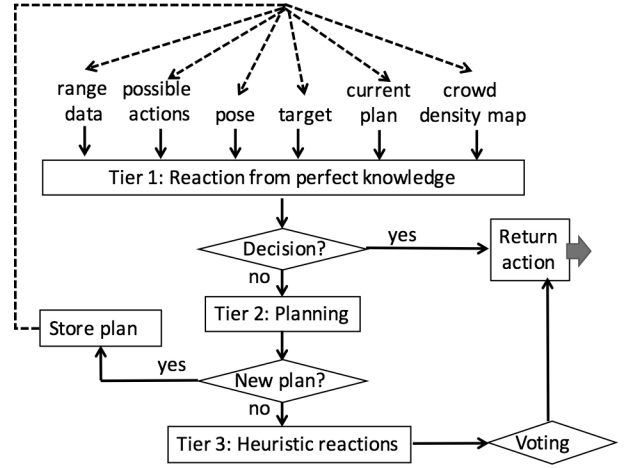 range data
possible actions
pose
target
current plan
crowd density map
Tier 1: Reaction from perfect knowledge
Decision?
yes
Return action
no
Tier 2: Planning
Store plan
yes
New plan?
no
Tier 3: Heuristic reactions
Voting